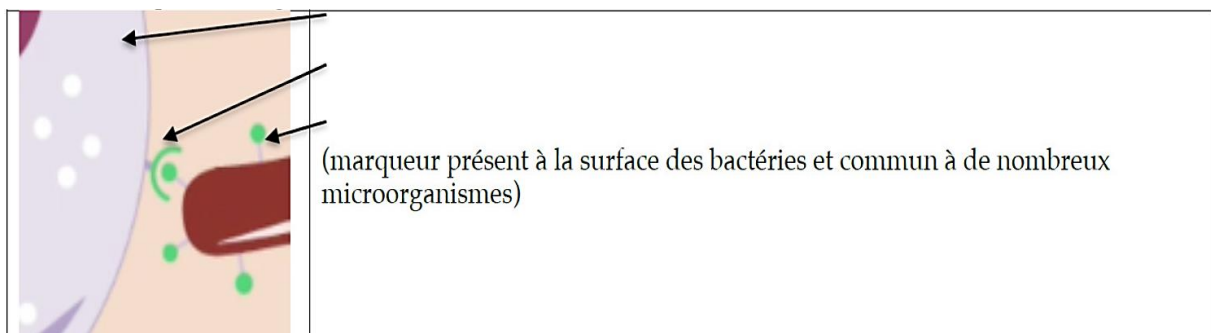 (marqueur présent à la surface des bactéries et commun à de nombreux
microorganismes)